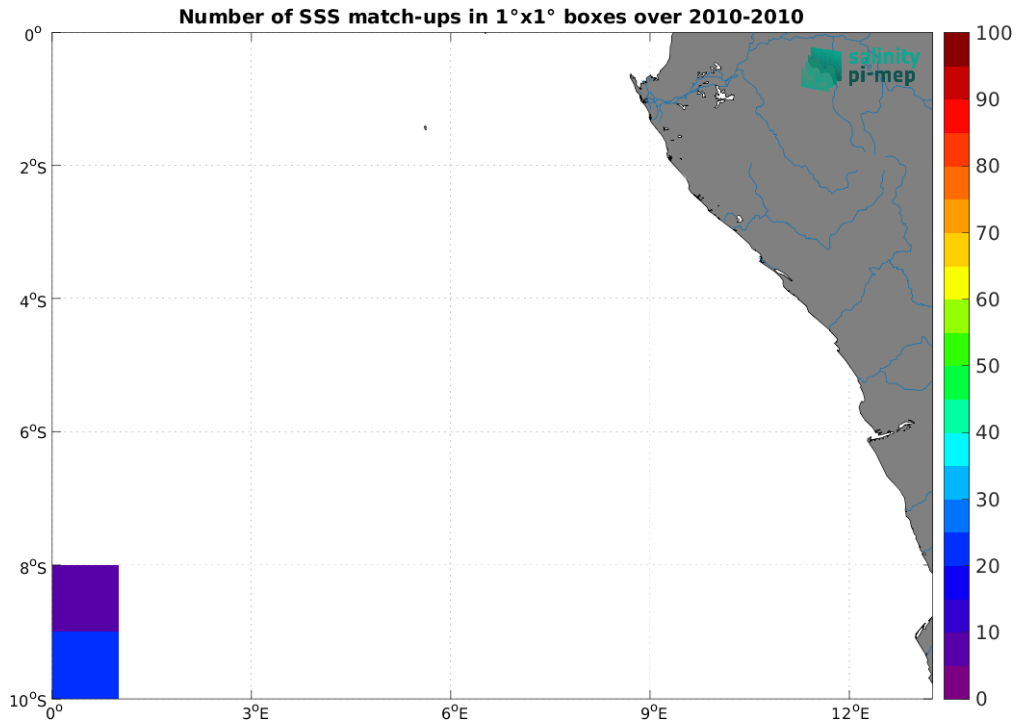 Number of SSS match-ups in 1°x1° boxes over 2010-2010
0°
2°S
4°S
6°S
8°S
10°S
0°
3°E
6°E
9°E
12°E
salinity
pi-mep
100
90
80
70
60
50
40
30
20
10
0